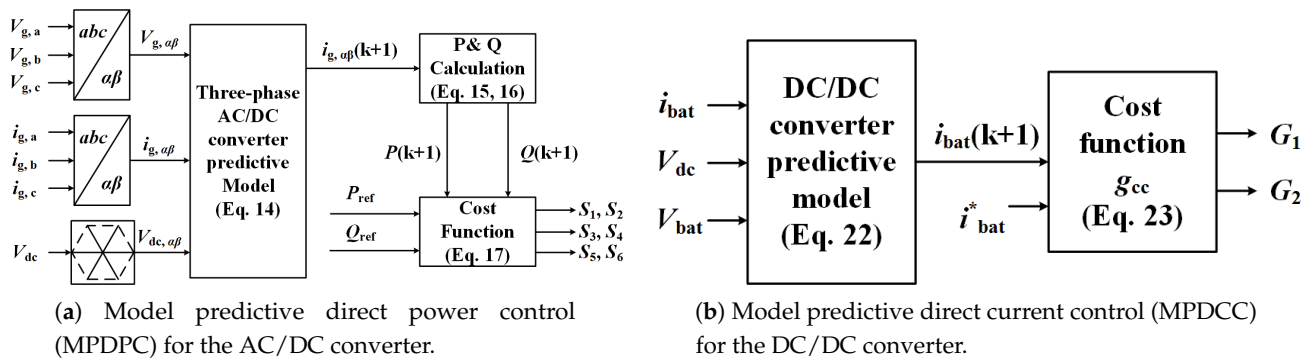 V_g, a
V_g, b
V_g, c
abc
αβ
V_g, αβ
i_g, a
i_g, b
i_g, c
abc
αβ
i_g, αβ
V_dc
V_dc, αβ
Three-phase
AC/DC
converter
predictive
Model
(Eq. 14)
i_g, αβ(k+1)
P& Q
Calculation
(Eq. 15, 16)
P(k+1)
Q(k+1)
P_ref
Q_ref
Cost
Function
(Eq. 17)
S_1, S_2
S_3, S_4
S_5, S_6
(a) Model predictive direct power control
(MPDPC) for the AC/DC converter.
i_bat
V_dc
V_bat
DC/DC
converter
predictive
model
(Eq. 22)
i_bat(k+1)
i*_bat
Cost
function
g_cc
(Eq. 23)
G_1
G_2
(b) Model predictive direct current control (MPDCC)
for the DC/DC converter.